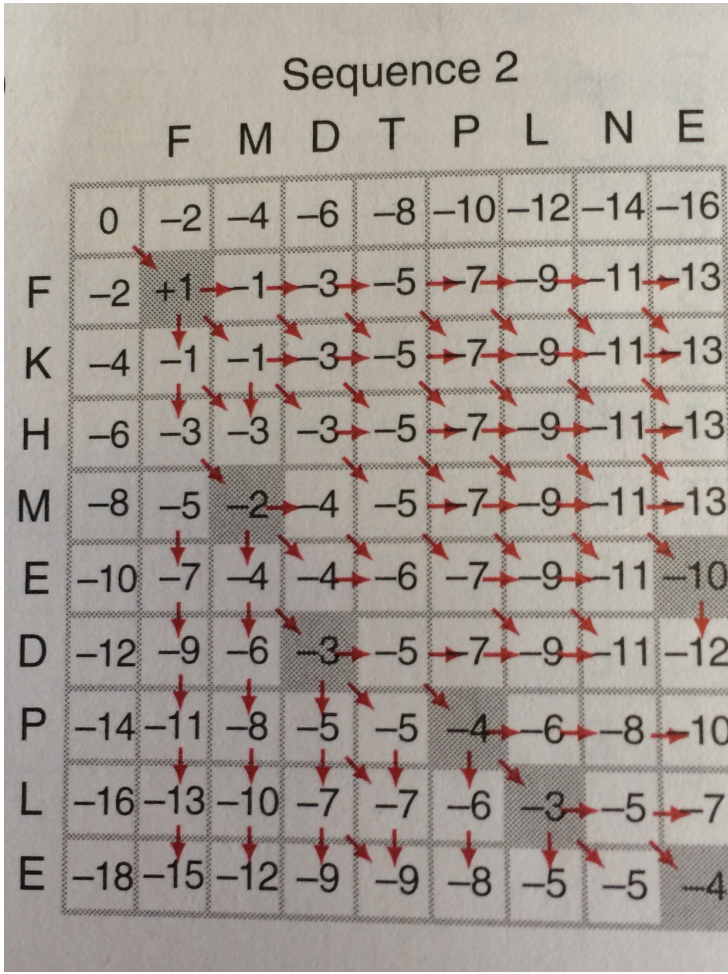 Sequence 2
F M D T P L N E
0 –2 –4 –6 –8 –10 –12 –14 –16
F –2 +1 –1 –3 –5 –7 –9 –11 –13
K –4 –1 –1 –3 –5 –7 –9 –11 –13
H –6 –3 –3 –3 –5 –7 –9 –11 –13
M –8 –5 –2 –4 –5 –7 –9 –11 –13
E –10 –7 –4 –4 –6 –7 –9 –11 –10
D –12 –9 –6 –3 –5 –7 –9 –11 –12
P –14 –11 –8 –5 –5 –4 –6 –8 –10
L –16 –13 –10 –7 –7 –6 –3 –5 –7
E –18 –15 –12 –9 –9 –8 –5 –5 –4